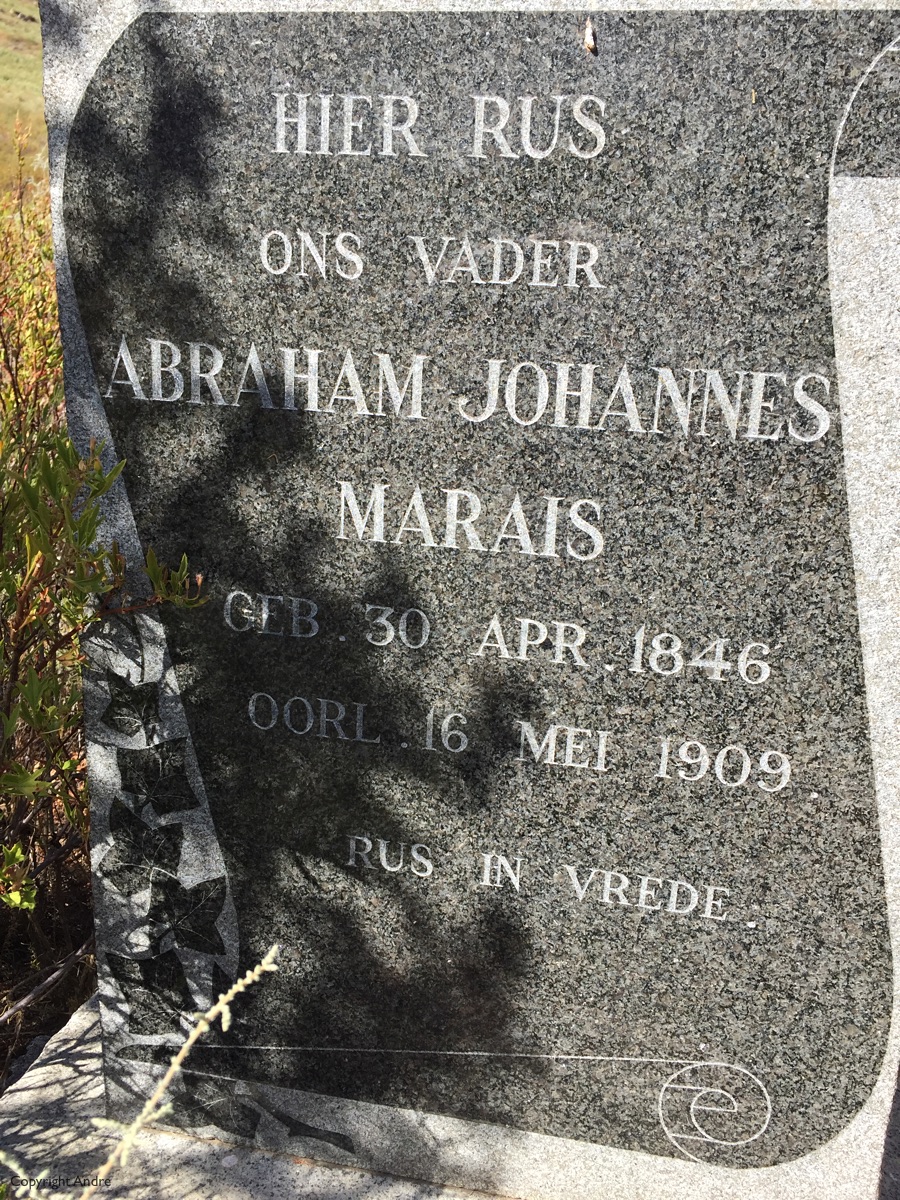 HIER RUS
ONS VADER
ABRAHAM JOHANNES
MARAIS
GEB. 30 APR. 1846
OORL. 16 MEI 1909
RUS IN VREDE.
Copyright Andre